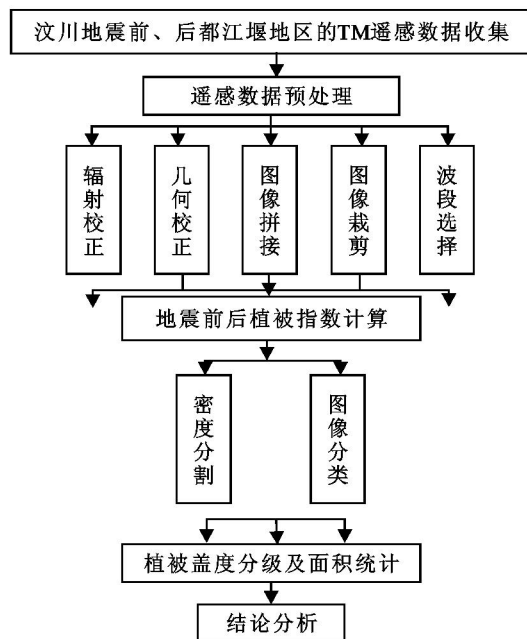 汶川地震前、后都江堰地区的TM遥感数据收集
遥感数据预处理
辐射校正
几何校正
图像拼接
图像裁剪
波段选择
地震前后植被指数计算
密度分割
图像分类
植被盖度分级及面积统计
结论分析